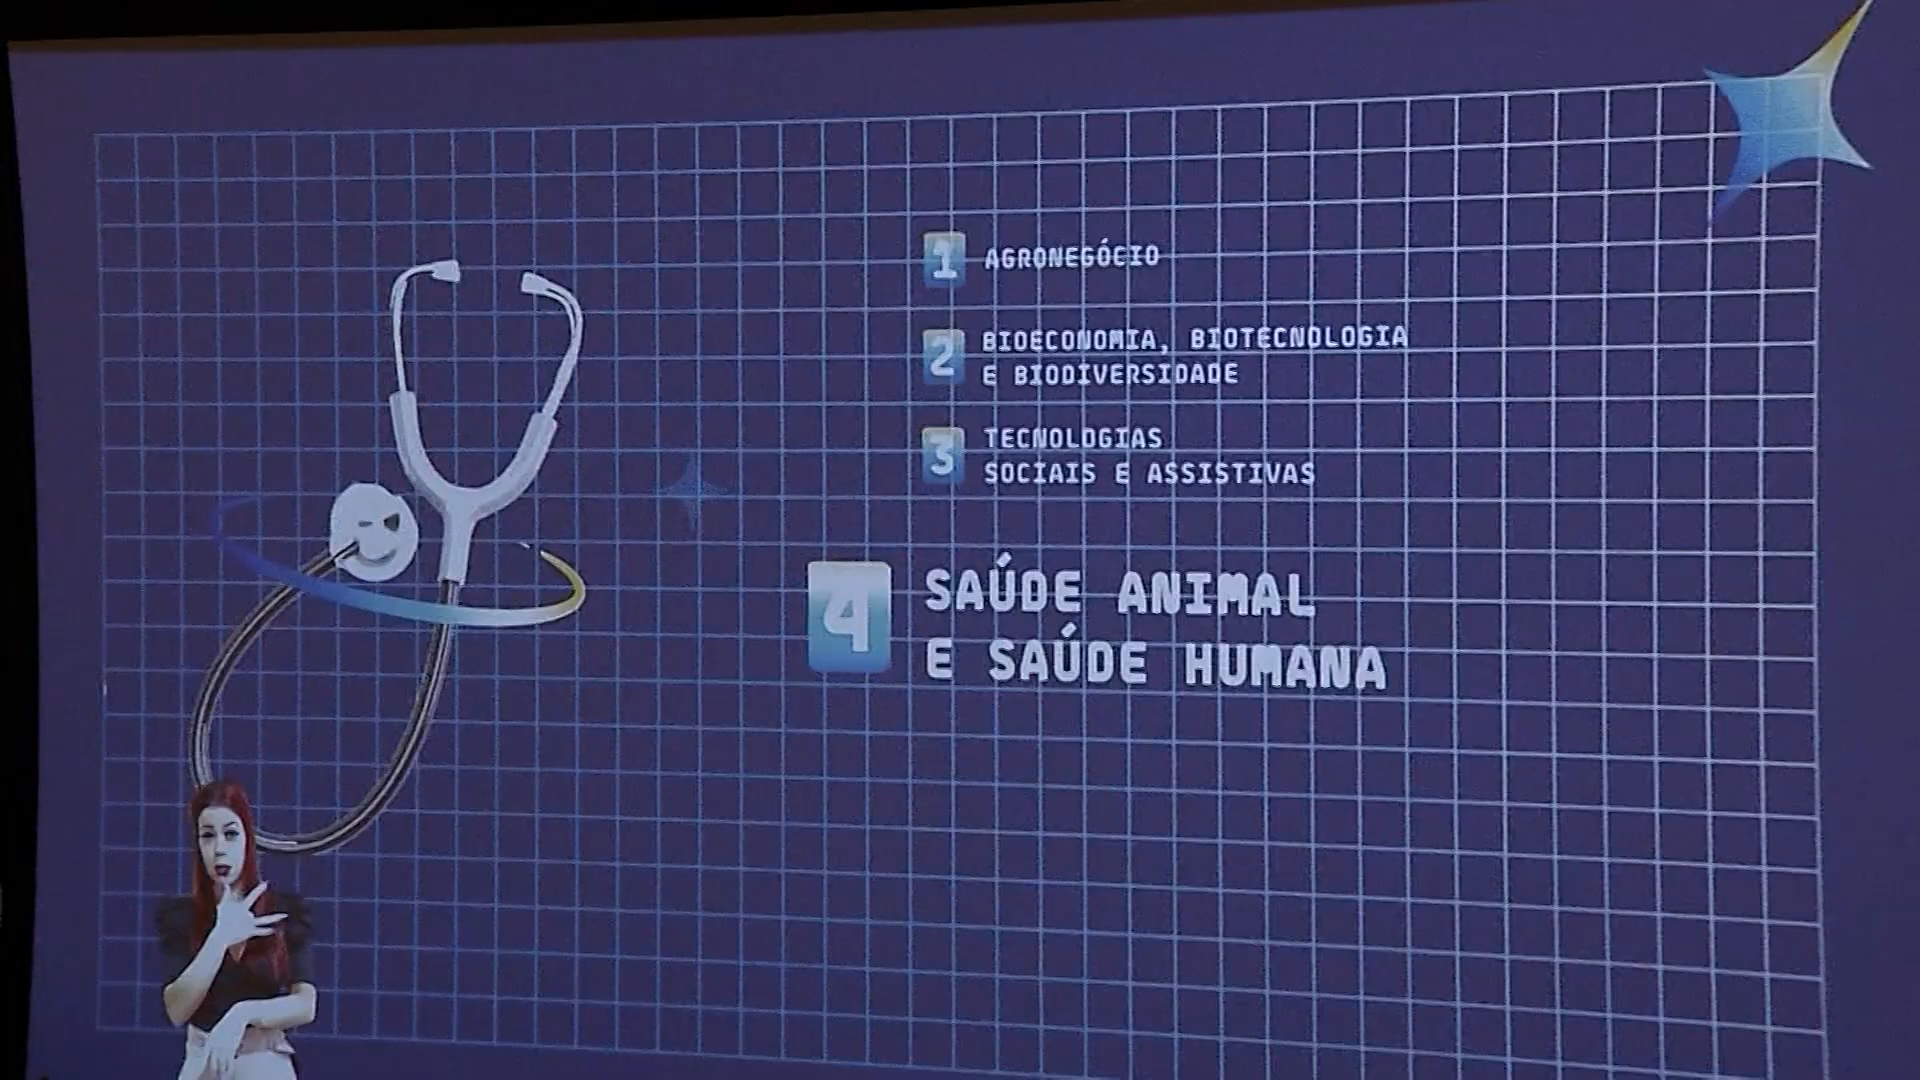 1 AGRONEGÓCIO
2 BIOECONOMIA, BIOTECNOLOGIA
E BIODIVERSIDADE
3 TECNOLOGIAS
SOCIAIS E ASSISTIVAS
4 SAÚDE ANIMAL
E SAÚDE HUMANA